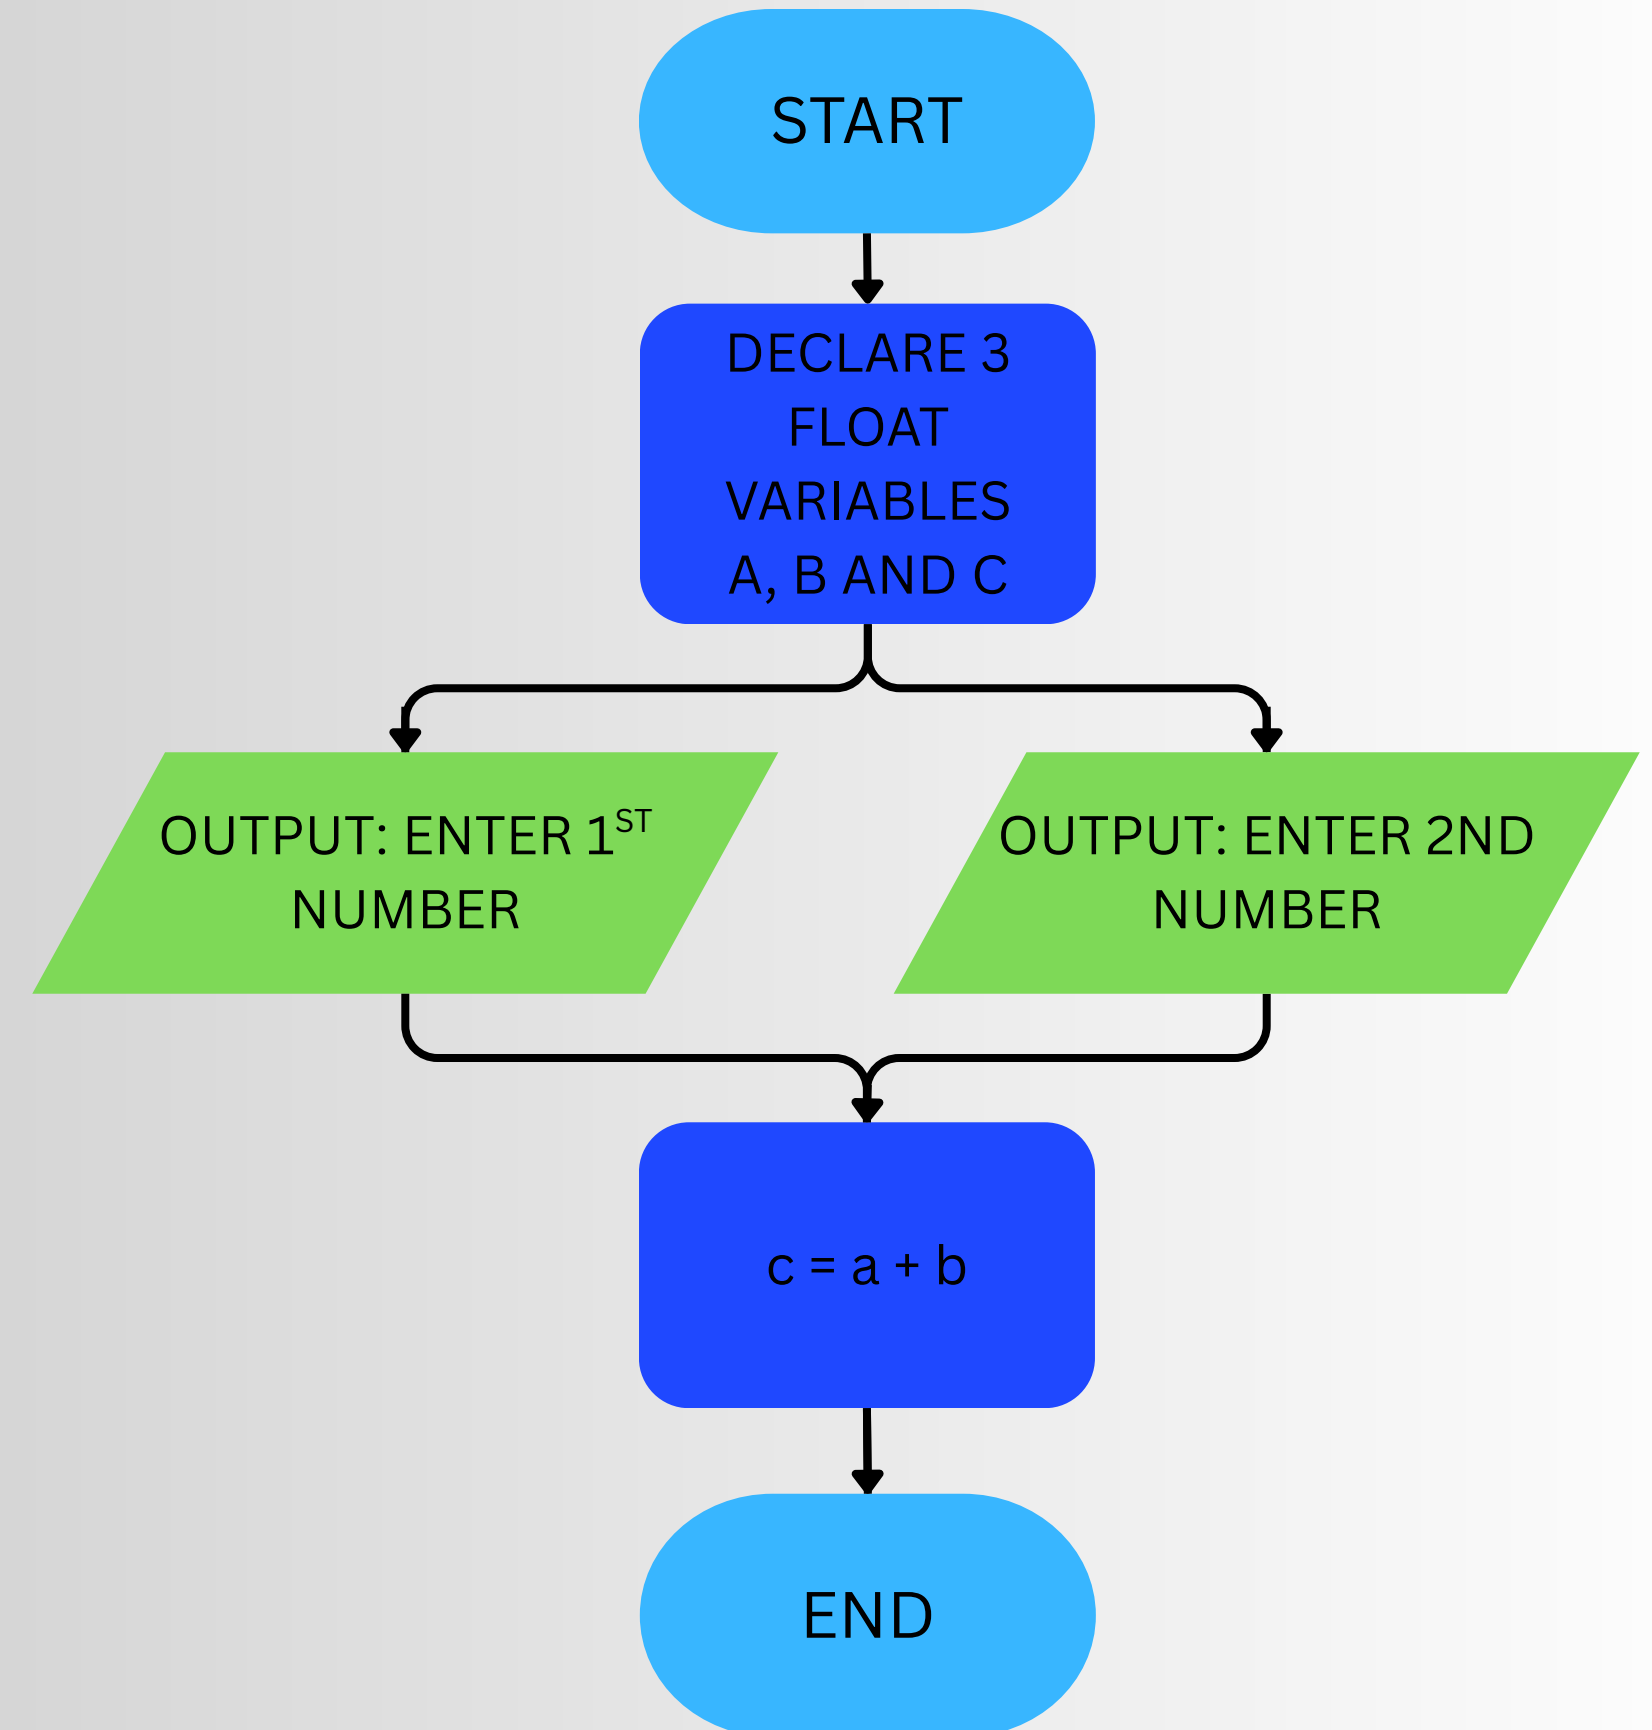 START
DECLARE 3
FLOAT
VARIABLES
A, B AND C
OUTPUT: ENTER 1ST
NUMBER
OUTPUT: ENTER 2ND
NUMBER
c = a + b
END